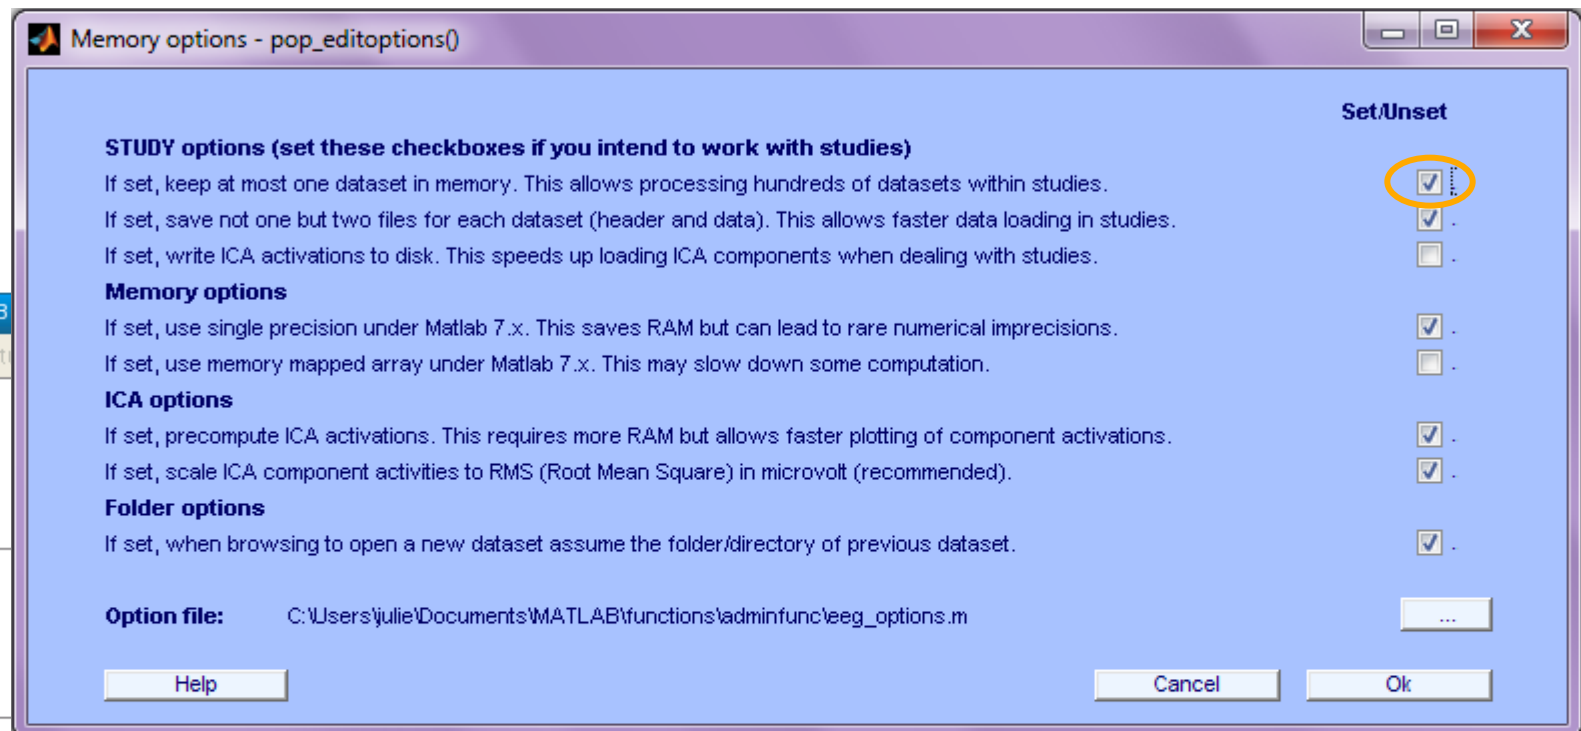 Memory options - pop_editoptions()
Set/Unset
STUDY options (set these checkboxes if you intend to work with studies)
If set, keep at most one dataset in memory. This allows processing hundreds of datasets within studies.
If set, save not one but two files for each dataset (header and data). This allows faster data loading in studies.
If set, write ICA activations to disk. This speeds up loading ICA components when dealing with studies.
Memory options
If set, use single precision under Matlab 7.x. This saves RAM but can lead to rare numerical imprecisions.
If set, use memory mapped array under Matlab 7.x. This may slow down some computation.
ICA options
If set, precompute ICA activations. This requires more RAM but allows faster plotting of component activations.
If set, scale ICA component activities to RMS (Root Mean Square) in microvolt (recommended).
Folder options
If set, when browsing to open a new dataset assume the folder/directory of previous dataset.
Option file: C:\Users\julie\Documents\MATLAB\functions\adminfunc\eeg_options.m ...
Help Cancel Ok